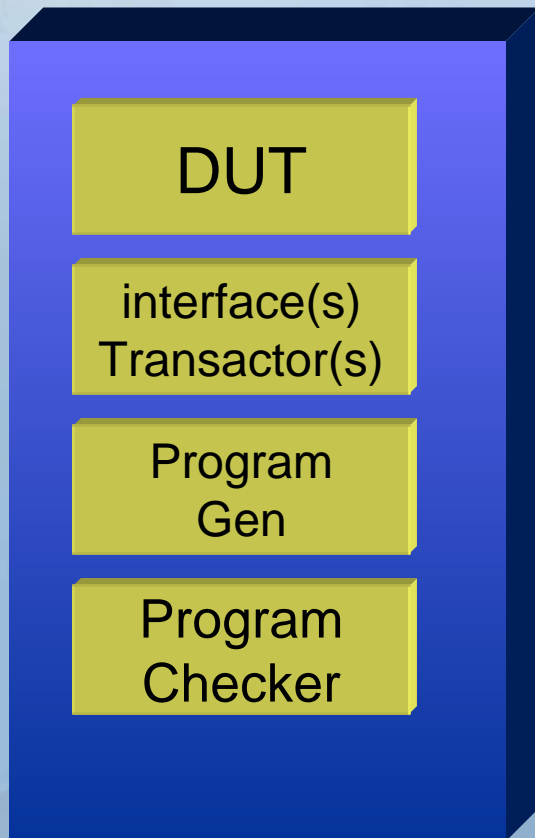 DUT
interface(s)
Transactor(s)
Program
Gen
Program
Checker